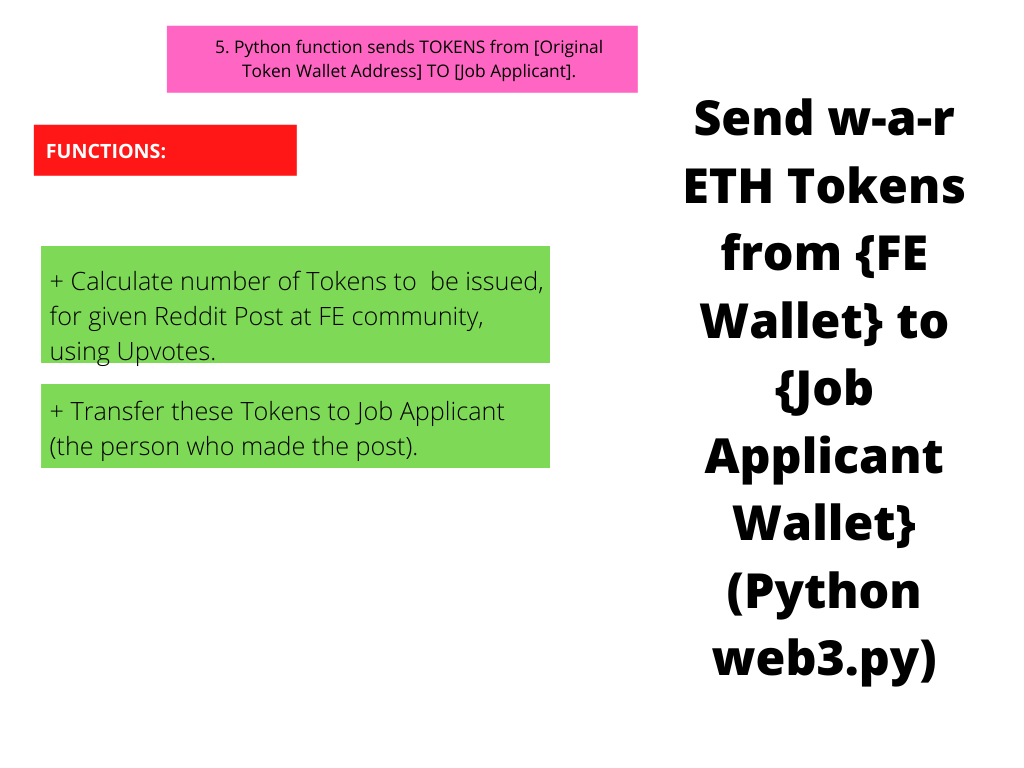 5. Python function sends TOKENS from [Original
Token Wallet Address] TO [Job Applicant].
FUNCTIONS:
+ Calculate number of Tokens to  be issued,
for given Reddit Post at FE community,
using Upvotes.
+ Transfer these Tokens to Job Applicant
(the person who made the post).
Send w-a-r
ETH Tokens
from {FE
Wallet} to
{Job
Applicant
Wallet}
(Python
web3.py)